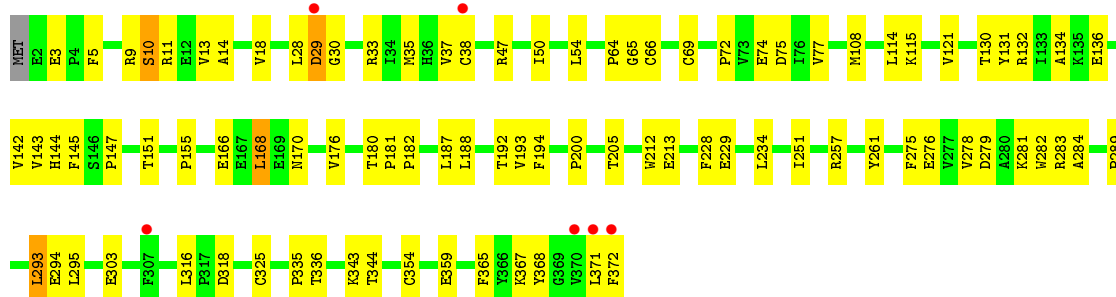 MET E2 E3 P4 F5 R9 S10 R11 E12 V13 A14 V18 L28 D29 G30 R33 I34 M35 H36 V37 C38 R47 I50 L54 P64 G65 C66 C69 P72 V73 E74 D75 I76 V77 M108 L114 K115 V121 T130 Y131 R132 I133 A134 K135 E136
V142 V143 H144 F145 S146 P147 T151 P155 E166 E167 L168 E169 N170 V176 T180 P181 P182 L187 L188 T192 V193 F194 P200 T205 W212 E213 F228 E229 L234 I251 R257 Y261 F275 E276 V277 V278 D279 A280 K281 W282 R283 A284
L293 E294 L295 E303 F307 L316 P317 D318 C325 P335 T336 K343 T344 C354 E359 F365 Y366 K367 Y368 G369 V370 L371 F372